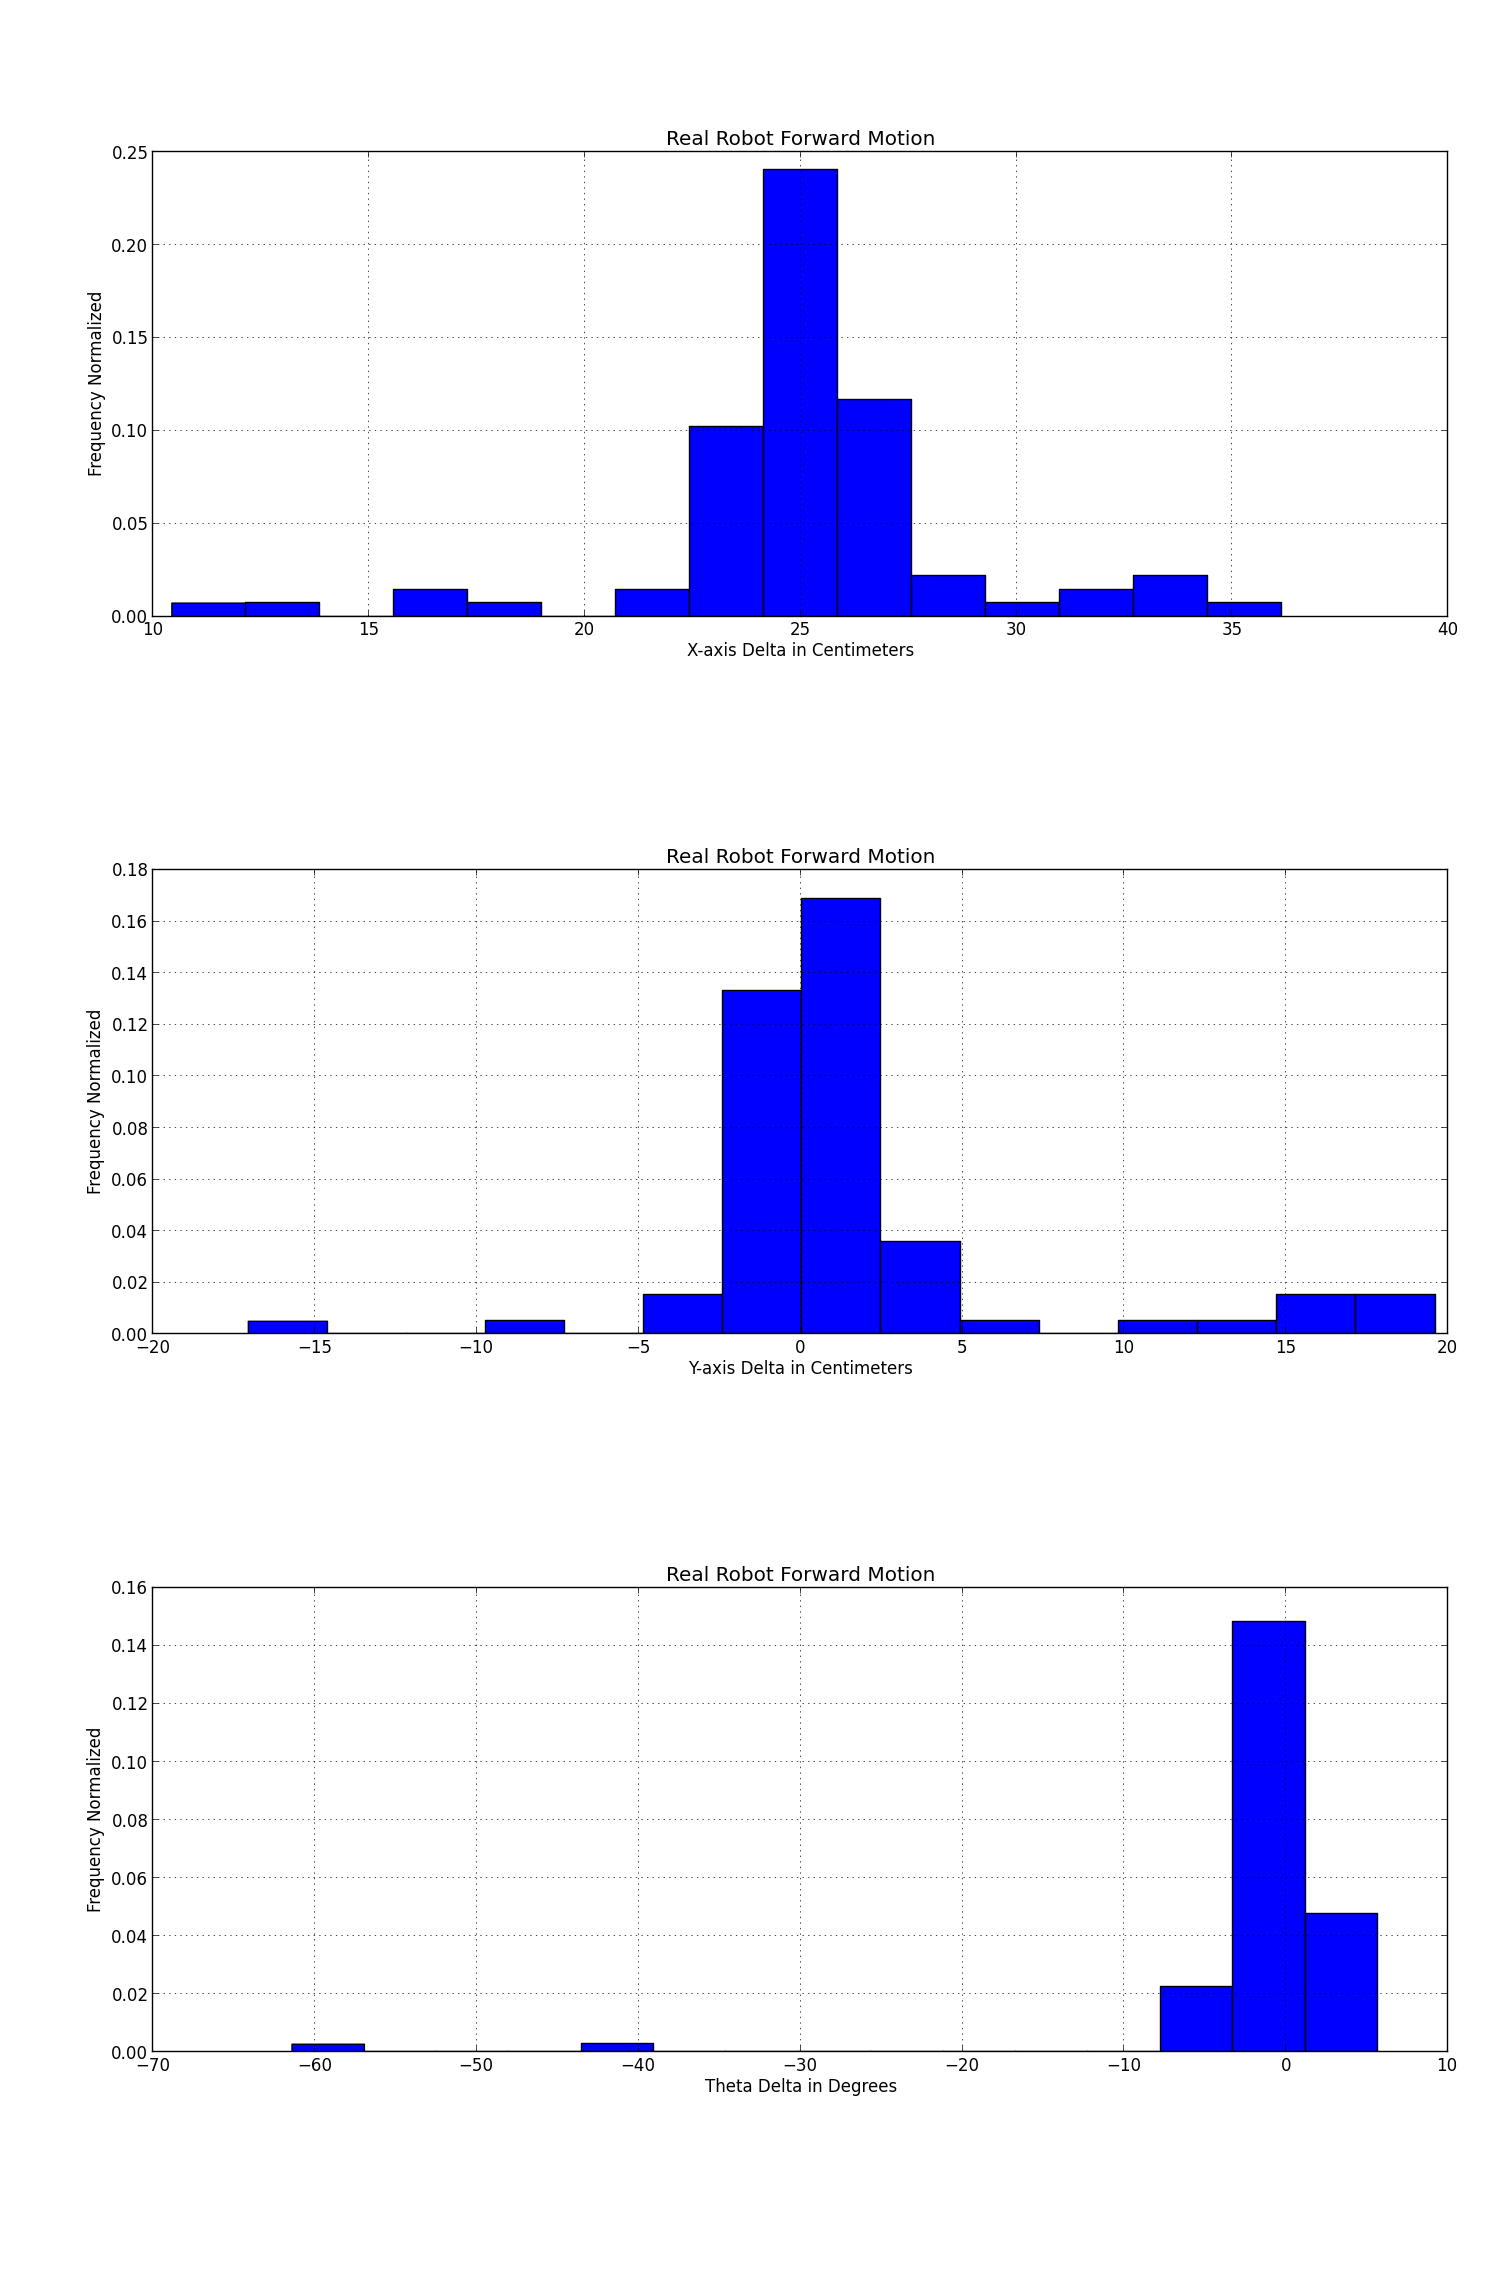 Real Robot Forward Motion
0.25
0.20
0.15
0.10
0.05
0.00
Frequency Normalized
10 15 20 25 30 35 40
X-axis Delta in Centimeters
Real Robot Forward Motion
0.18
0.16
0.14
0.12
0.10
0.08
0.06
0.04
0.02
0.00
Frequency Normalized
−20 −15 −10 −5 0 5 10 15 20
Y-axis Delta in Centimeters
Real Robot Forward Motion
0.16
0.14
0.12
0.10
0.08
0.06
0.04
0.02
0.00
Frequency Normalized
−70 −60 −50 −40 −30 −20 −10 0 10
Theta Delta in Degrees